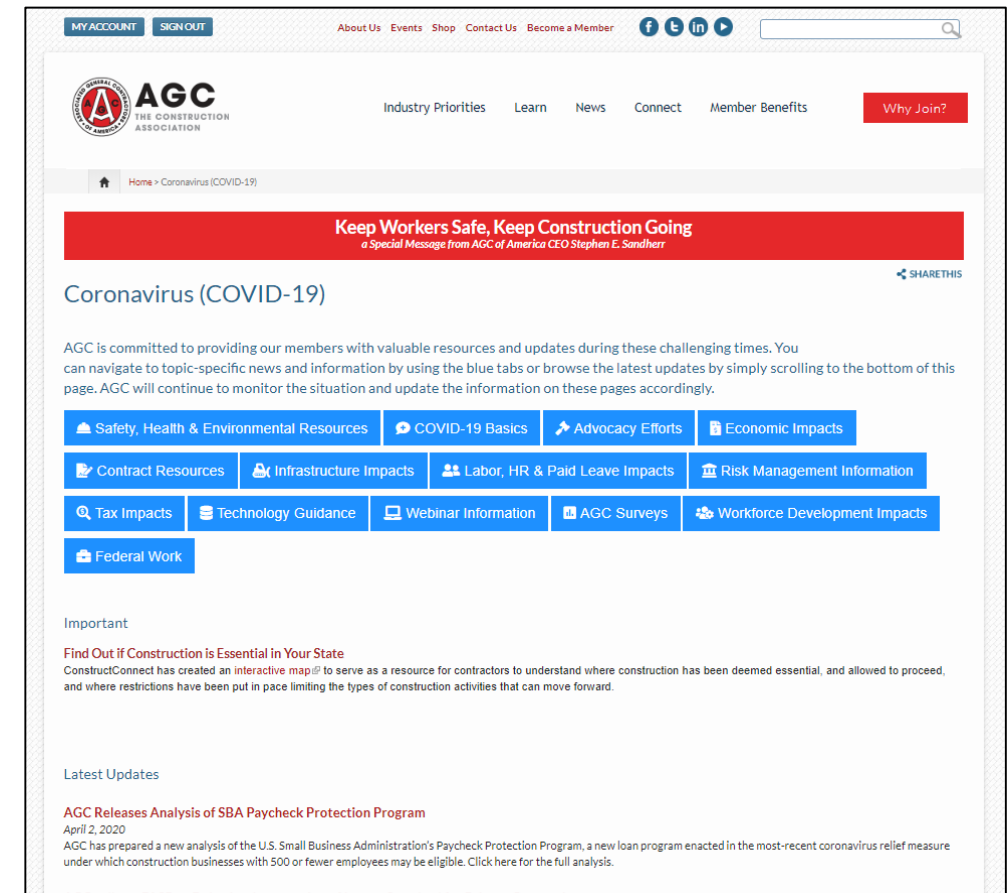 MY ACCOUNT SIGN OUT About Us Events Shop Contact Us Become a Member
AGC
THE CONSTRUCTION
ASSOCIATION
Industry Priorities Learn News Connect Member Benefits Why Join?
Home > Coronavirus (COVID-19)
Keep Workers Safe, Keep Construction Going
a Special Message from AGC of America CEO Stephen E. Sandherr
SHARETHIS
Coronavirus (COVID-19)
AGC is committed to providing our members with valuable resources and updates during these challenging times. You
can navigate to topic-specific news and information by using the blue tabs or browse the latest updates by simply scrolling to the bottom of this
page. AGC will continue to monitor the situation and update the information on these pages accordingly.
Safety, Health & Environmental Resources COVID-19 Basics Advocacy Efforts Economic Impacts
Contract Resources Infrastructure Impacts Labor, HR & Paid Leave Impacts Risk Management Information
Tax Impacts Technology Guidance Webinar Information AGC Surveys Workforce Development Impacts
Federal Work
Important
Find Out if Construction is Essential in Your State
ConstructConnect has created an interactive map to serve as a resource for contractors to understand where construction has been deemed essential, and allowed to proceed,
and where restrictions have been put in pace limiting the types of construction activities that can move forward.
Latest Updates
AGC Releases Analysis of SBA Paycheck Protection Program
April 2, 2020
AGC has prepared a new analysis of the U.S. Small Business Administration's Paycheck Protection Program, a new loan program enacted in the most-recent coronavirus relief measure
under which construction businesses with 500 or fewer employees may be eligible. Click here for the full analysis.